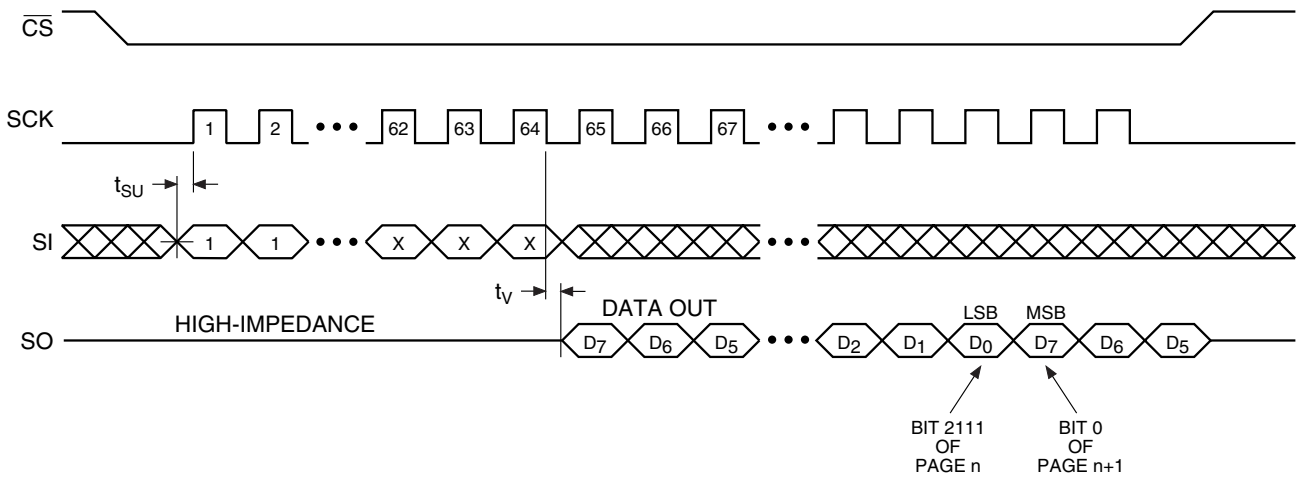 CS
SCK 1 2 ••• 62 63 64 65 66 67 •••
tSU
SI 1 1 ••• X X X •••
tV
HIGH-IMPEDANCE DATA OUT LSB MSB
SO D7 D6 D5 ••• D2 D1 D0 D7 D6 D5
BIT 2111
OF
PAGE n
BIT 0
OF
PAGE n+1